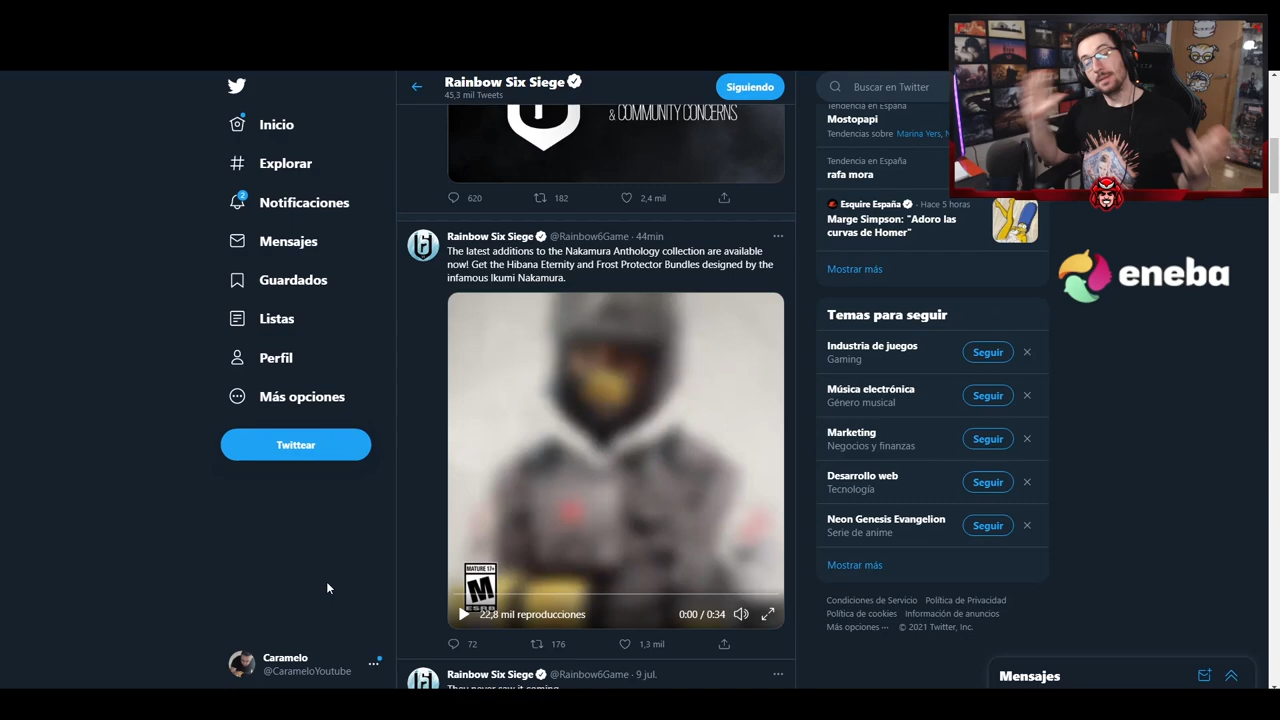 Inicio
Explorar
2
Notificaciones
Mensajes
Guardados
Listas
Perfil
Más opciones
Twittear
Caramelo
@CarameloYoutube
Rainbow Six Siege
45,3 mil Tweets
Siguiendo
& COMMUNITY CONCERNS
620 182 2,4 mil
Rainbow Six Siege @Rainbow6Game · 44min
The latest additions to the Nakamura Anthology collection are available
now! Get the Hibana Eternity and Frost Protector Bundles designed by the
infamous Ikumi Nakamura.
MATURE 17+
M
ESRB
22,8 mil reproducciones 0:00 / 0:34
72 176 1,3 mil
Rainbow Six Siege @Rainbow6Game · 9 jul.
They never saw it coming
Buscar en Twitter
Tendencia en España
Mostopapi
Tendencias sobre Marina Yers,
Tendencia en España
rafa mora
Esquire España · Hace 5 horas
Marge Simpson: "Adoro las
curvas de Homer"
Mostrar más
eneba
Temas para seguir
Industria de juegos
Gaming
Seguir
Música electrónica
Género musical
Seguir
Marketing
Negocios y finanzas
Seguir
Desarrollo web
Tecnología
Seguir
Neon Genesis Evangelion
Serie de anime
Seguir
Mostrar más
Condiciones de Servicio Política de Privacidad
Política de cookies Información de anuncios
Más opciones ··· © 2021 Twitter, Inc.
Mensajes